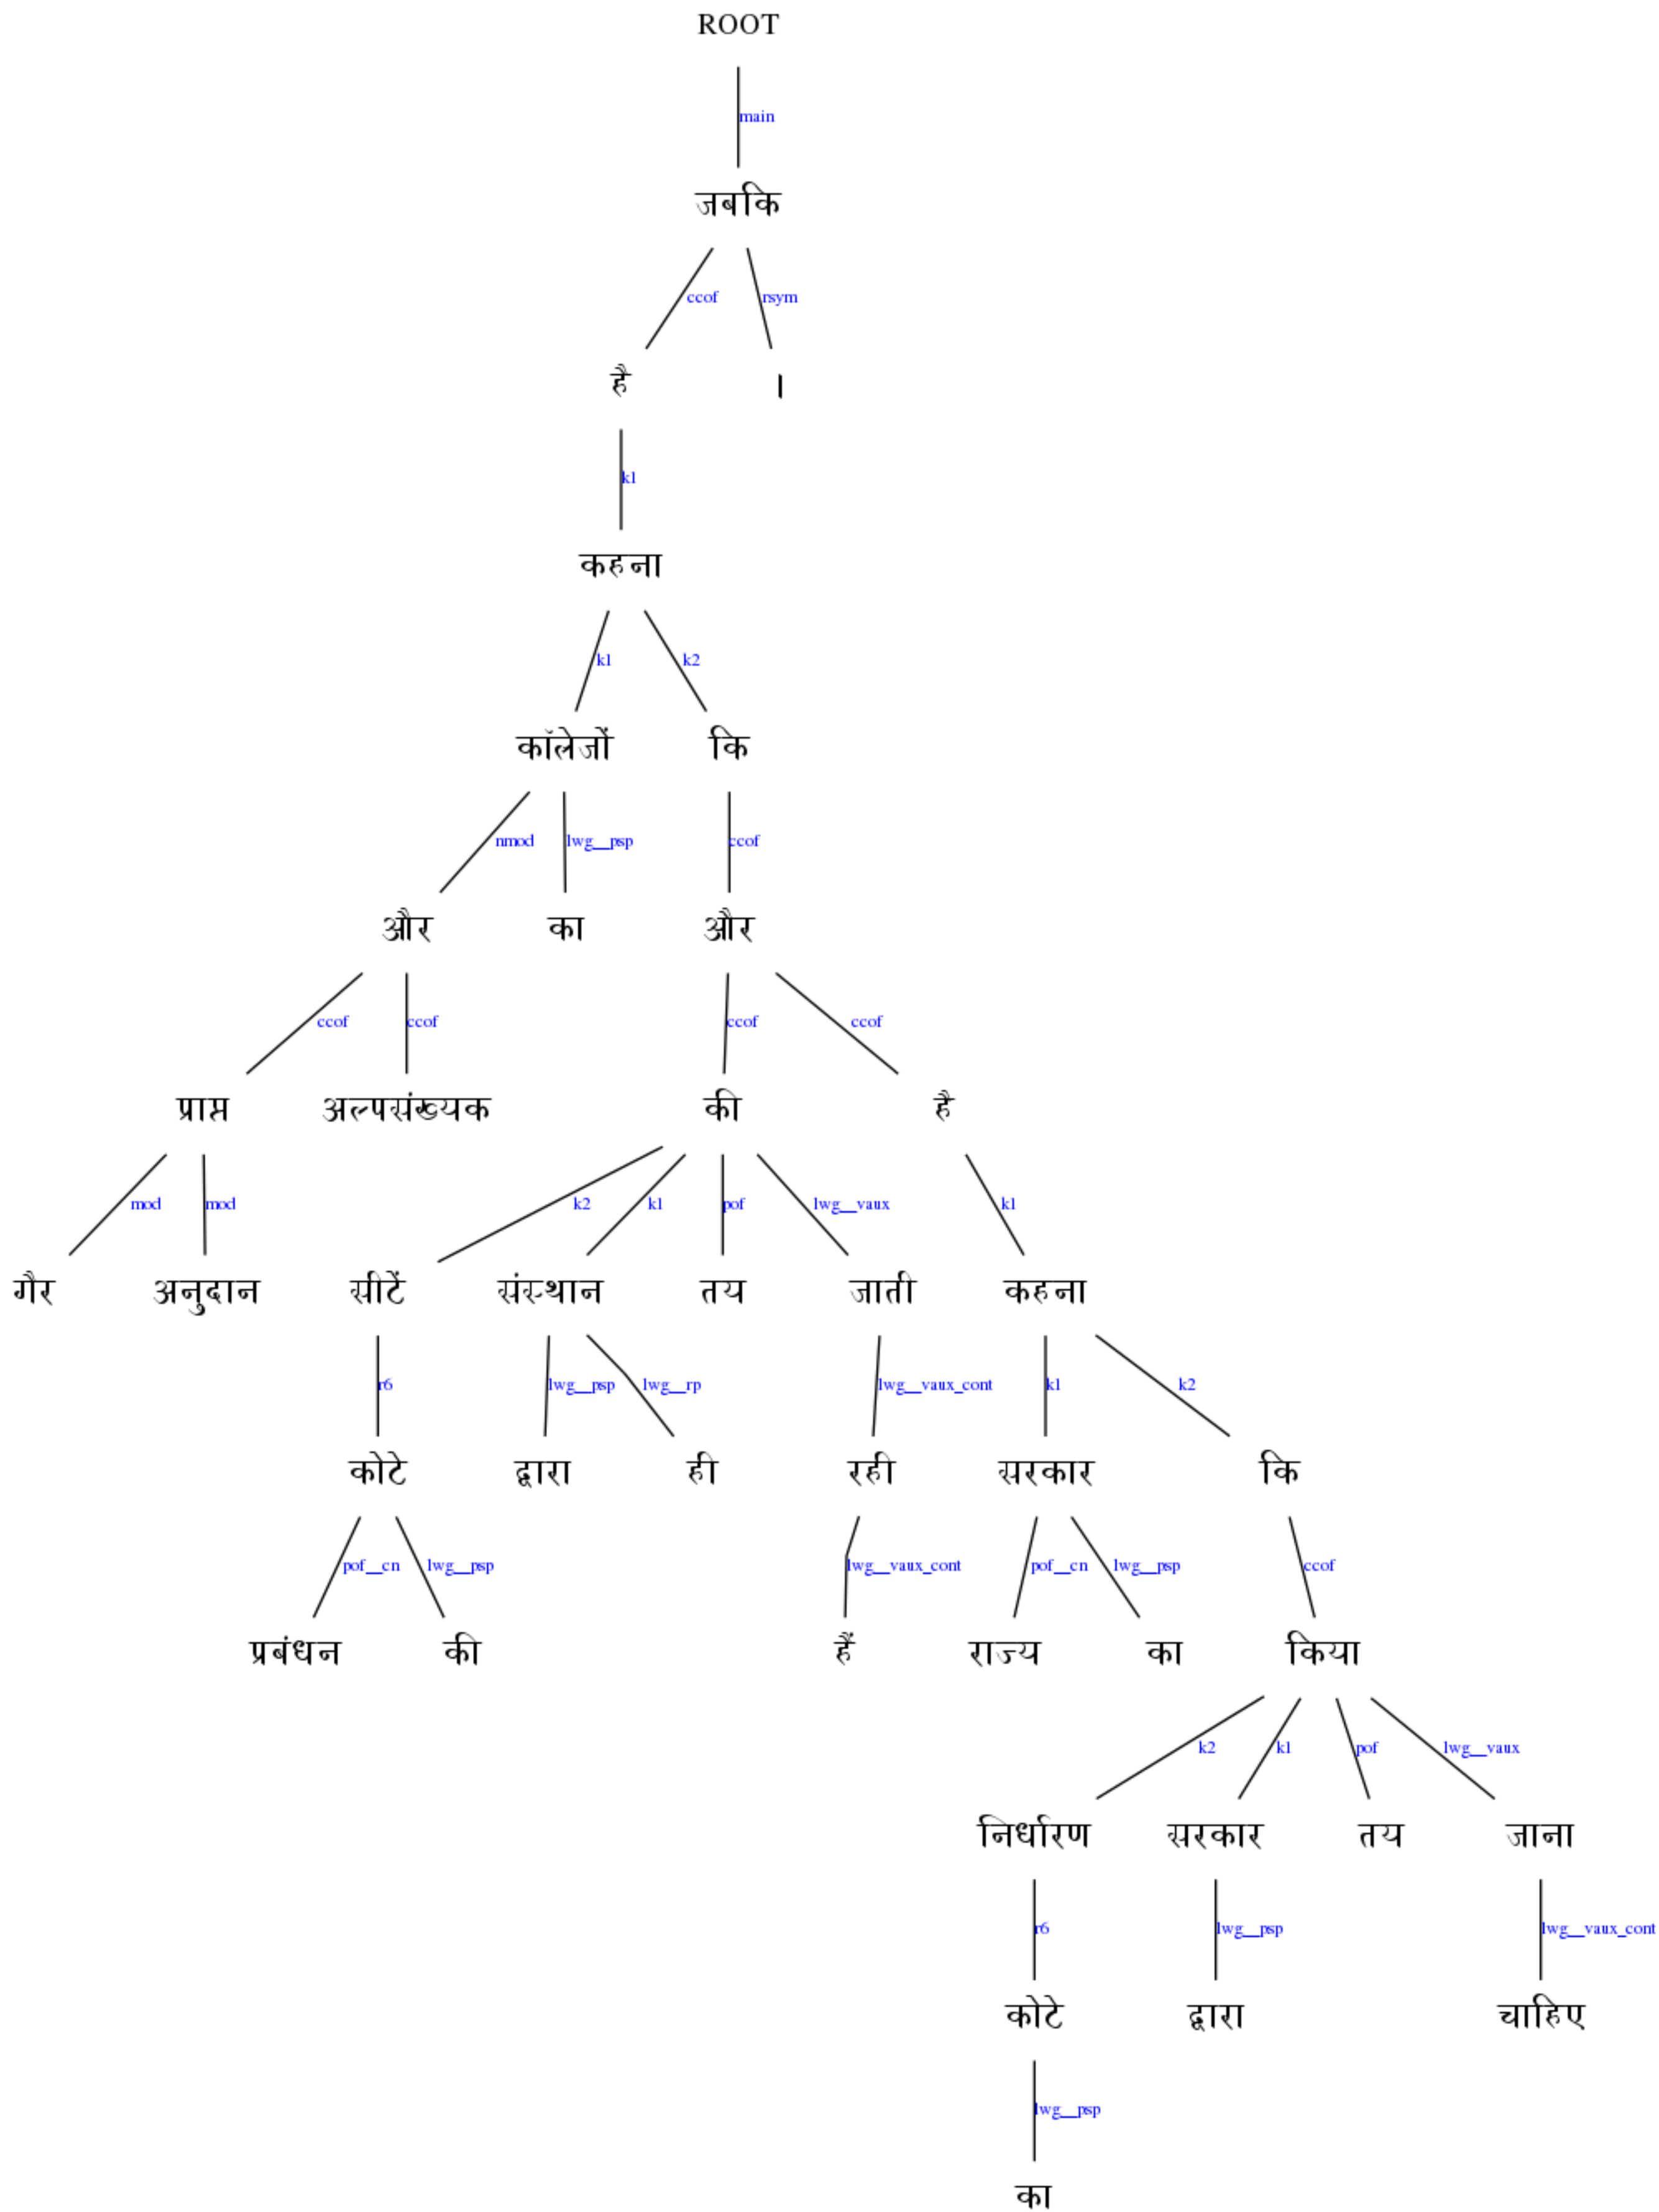 ROOT
main
जबकि
ccof rsym
है ।
k1
कहना
k1 k2
कॉलेजों कि
nmod lwg__psp ccof
और का और
ccof ccof ccof ccof
प्राप्त अल्पसंख्यक की है
mod mod k2 k1 pof lwg__vaux k1
गैर अनुदान सीटें संस्थान तय जाती कहना
r6 lwg__psp lwg__rp lwg__vaux_cont k1 k2
कोटे द्वारा ही रही सरकार कि
pof__cn lwg__psp lwg__vaux_cont pof__cn lwg__psp ccof
प्रबंधन की हैं राज्य का किया
k2 k1 pof lwg__vaux
निर्धारण सरकार तय जाना
r6 lwg__psp lwg__vaux_cont
कोटे द्वारा चाहिए
lwg__psp
का